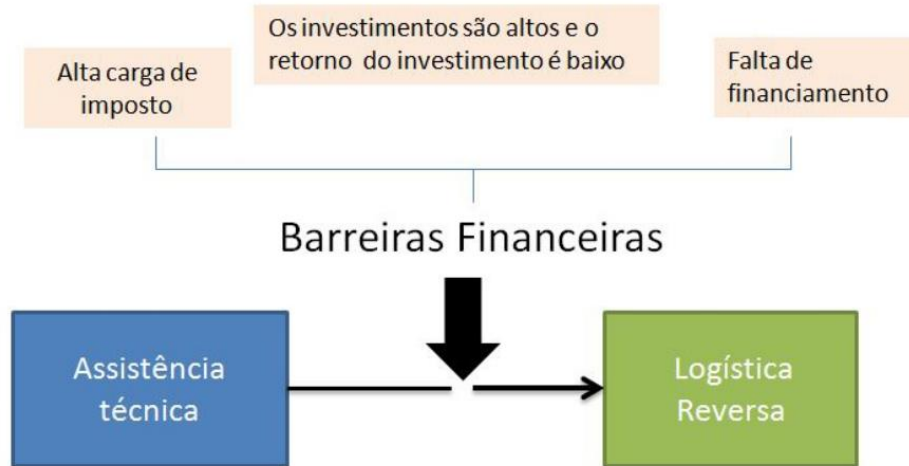 Os investimentos são altos e o
retorno do investimento é baixo
Alta carga de
imposto
Falta de
financiamento
Barreiras Financeiras
Assistência
técnica
Logística
Reversa